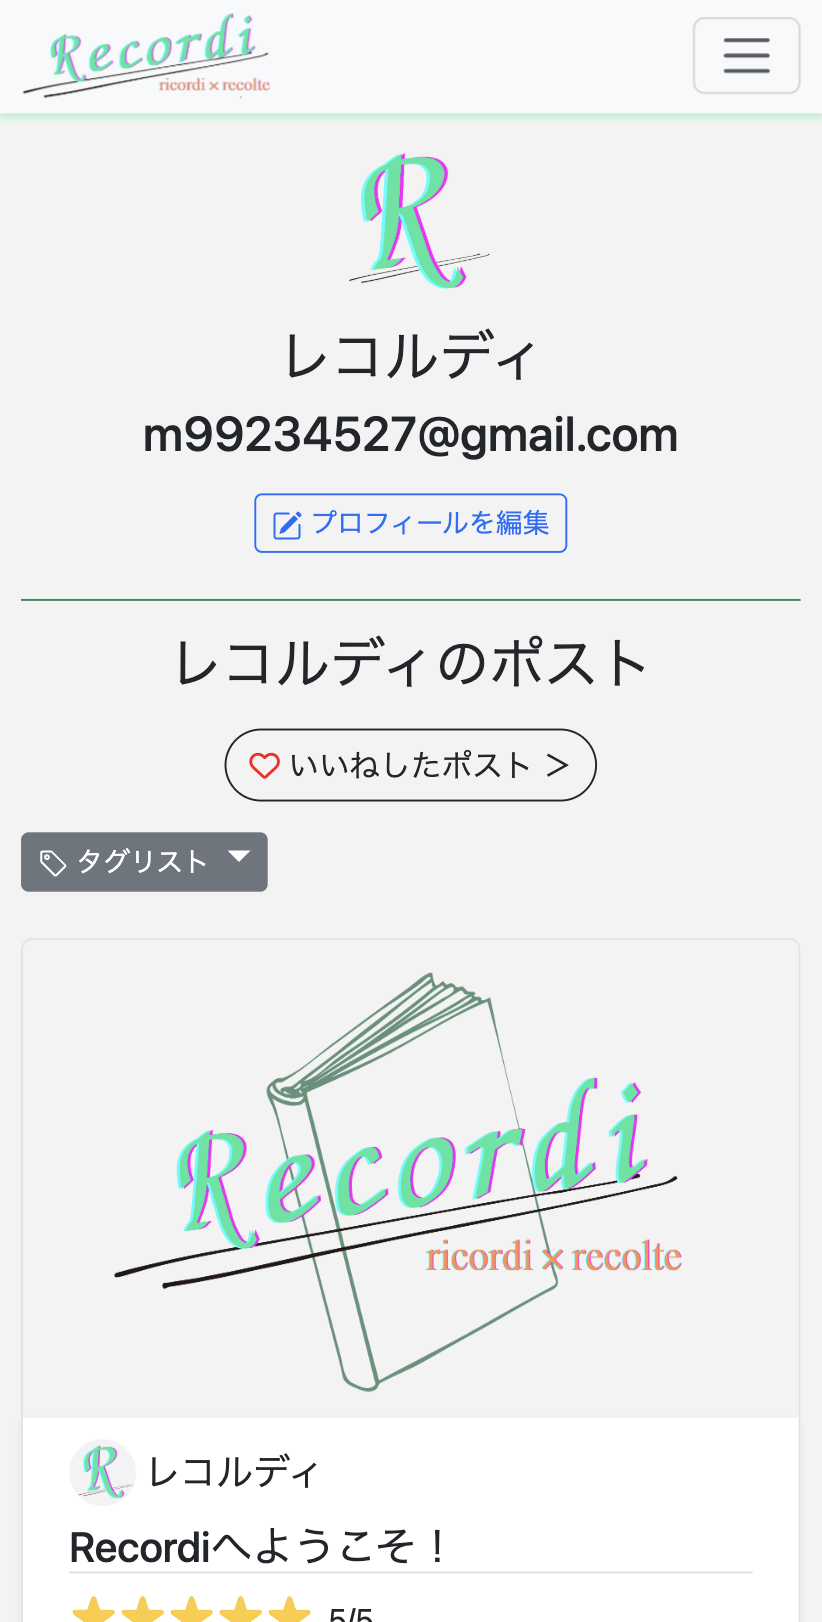 Recordi
ricordi × recolte
R
レコルディ
m99234527@gmail.com
プロフィールを編集
レコルディのポスト
いいねしたポスト ＞
タグリスト
Recordi
ricordi × recolte
R
レコルディ
Recordiへようこそ！
5/5